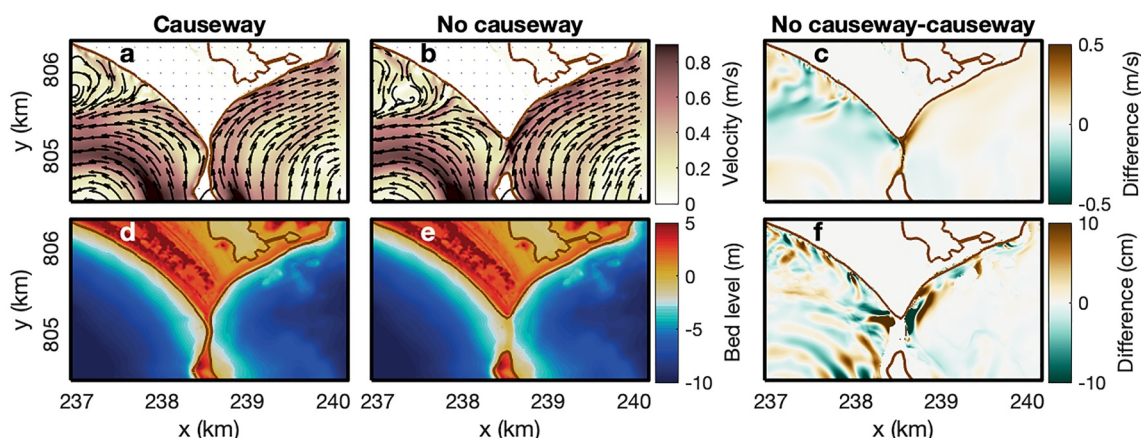 Causeway
No causeway
No causeway-causeway
a
b
c
806
805
y (km)
0.8
0.6
0.4
0.2
0
Velocity (m/s)
0.5
0
-0.5
Difference (m/s)
d
e
f
806
805
y (km)
5
0
-5
-10
Bed level (m)
10
0
-10
Difference (cm)
237 238 239 240
237 238 239 240
237 238 239 240
x (km)
x (km)
x (km)